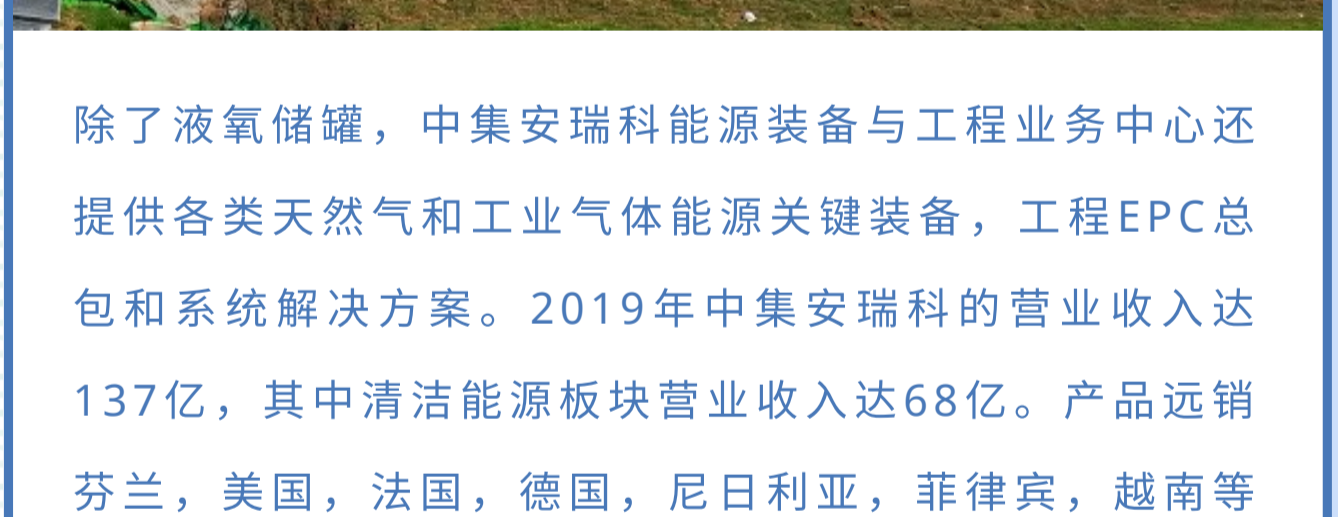 除了液氧储罐，中集安瑞科能源装备与工程业务中心还
提供各类天然气和工业气体能源关键装备，工程EPC总
包和系统解决方案。2019年中集安瑞科的营业收入达
137亿，其中清洁能源板块营业收入达68亿。产品远销
芬兰，美国，法国，德国，尼日利亚，菲律宾，越南等